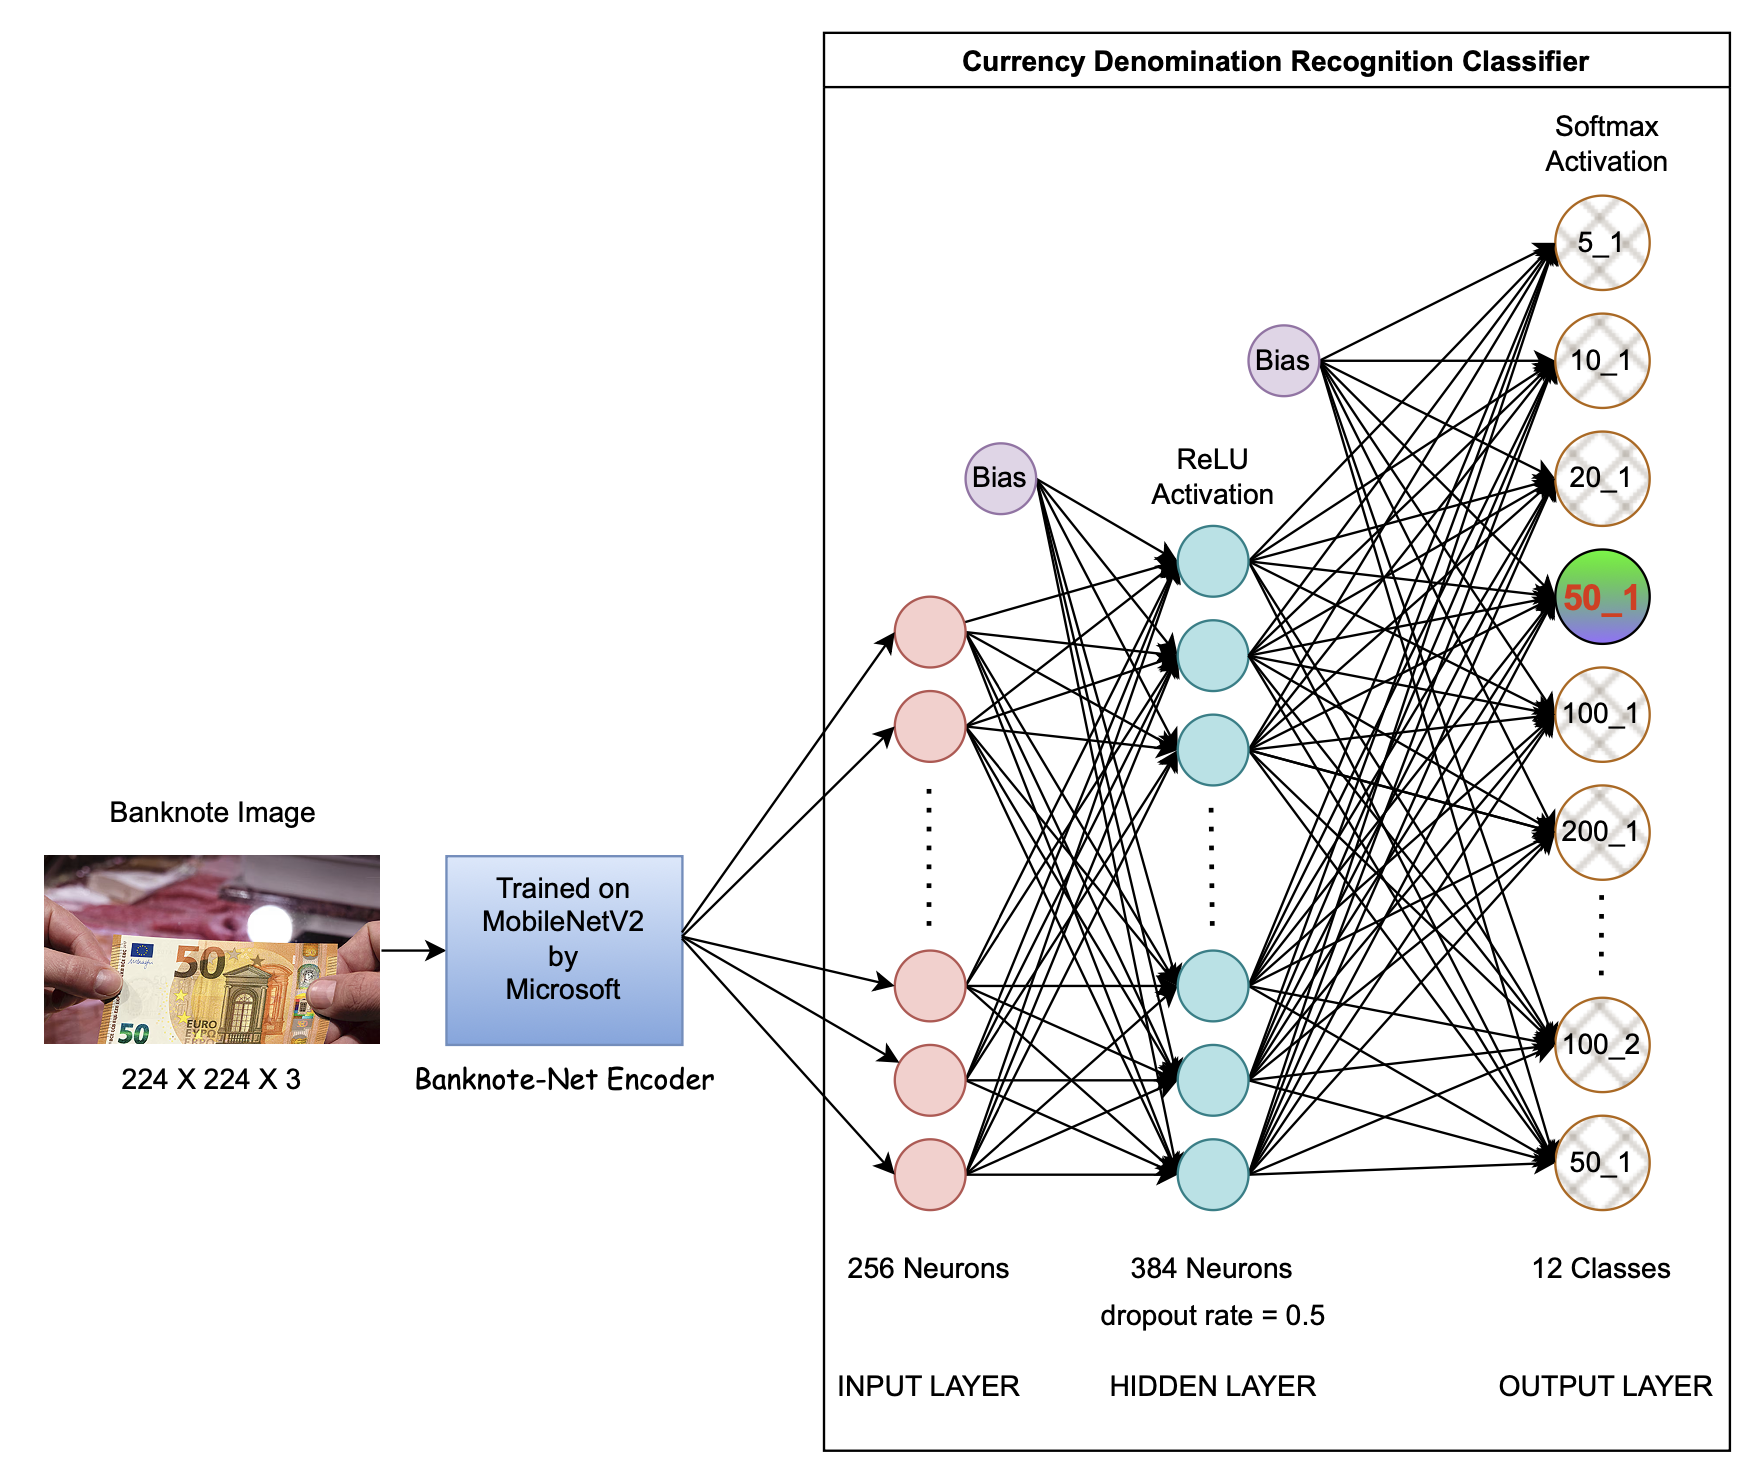 Currency Denomination Recognition Classifier
Softmax
Activation
5_1
10_1
20_1
50_1
100_1
200_1
100_2
50_1
Bias
Bias
ReLU
Activation
Banknote Image
50
50
EURO
ΕΥΡΩ
224 X 224 X 3
Trained on
MobileNetV2
by
Microsoft
Banknote-Net Encoder
256 Neurons
384 Neurons
12 Classes
dropout rate = 0.5
INPUT LAYER
HIDDEN LAYER
OUTPUT LAYER